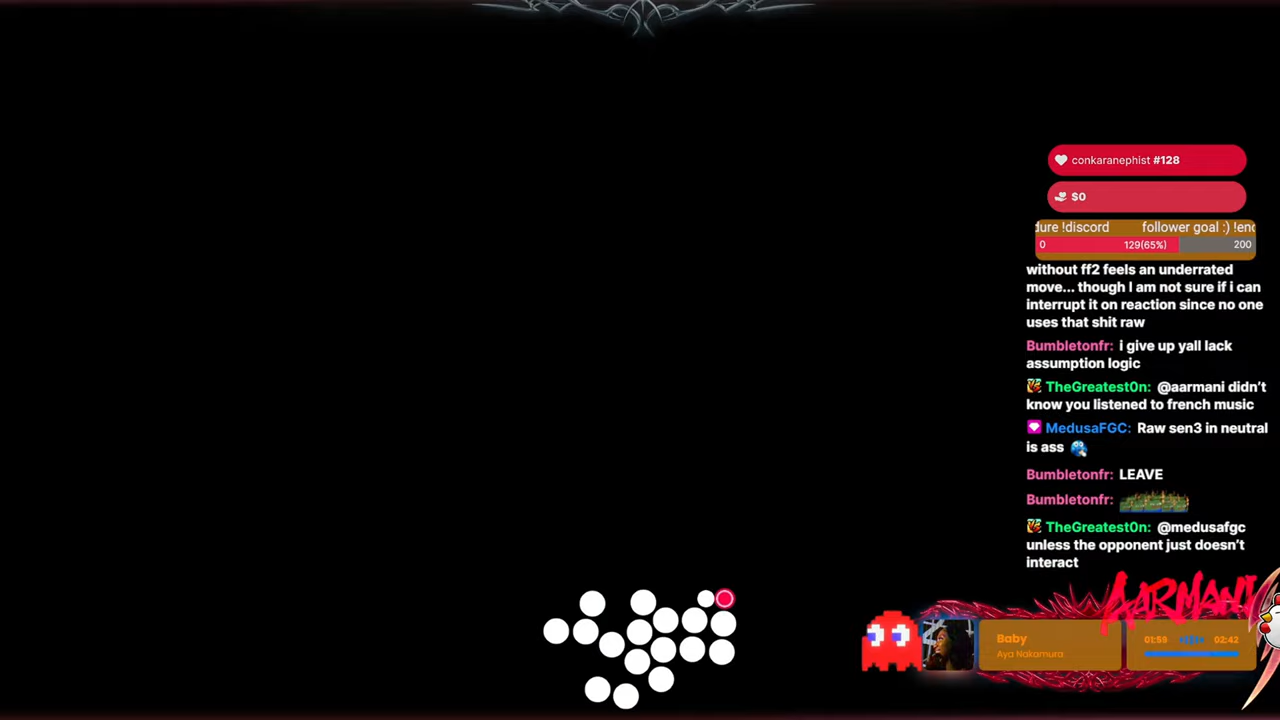 conkaranephist #128
$0
dure !discord follower goal :) !enc
0 129(65%) 200
without ff2 feels an underrated
move... though I am not sure if i can
interrupt it on reaction since no one
uses that shit raw
Bumbletonfr: i give up yall lack
assumption logic
TheGreatest0n: @aarmani didn't
know you listened to french music
MedusaFGC: Raw sen3 in neutral
is ass
Bumbletonfr: LEAVE
Bumbletonfr:
TheGreatest0n: @medusafgc
unless the opponent just doesn't
interact
AARMANI
Baby
Aya Nakamura
01:59 02:42